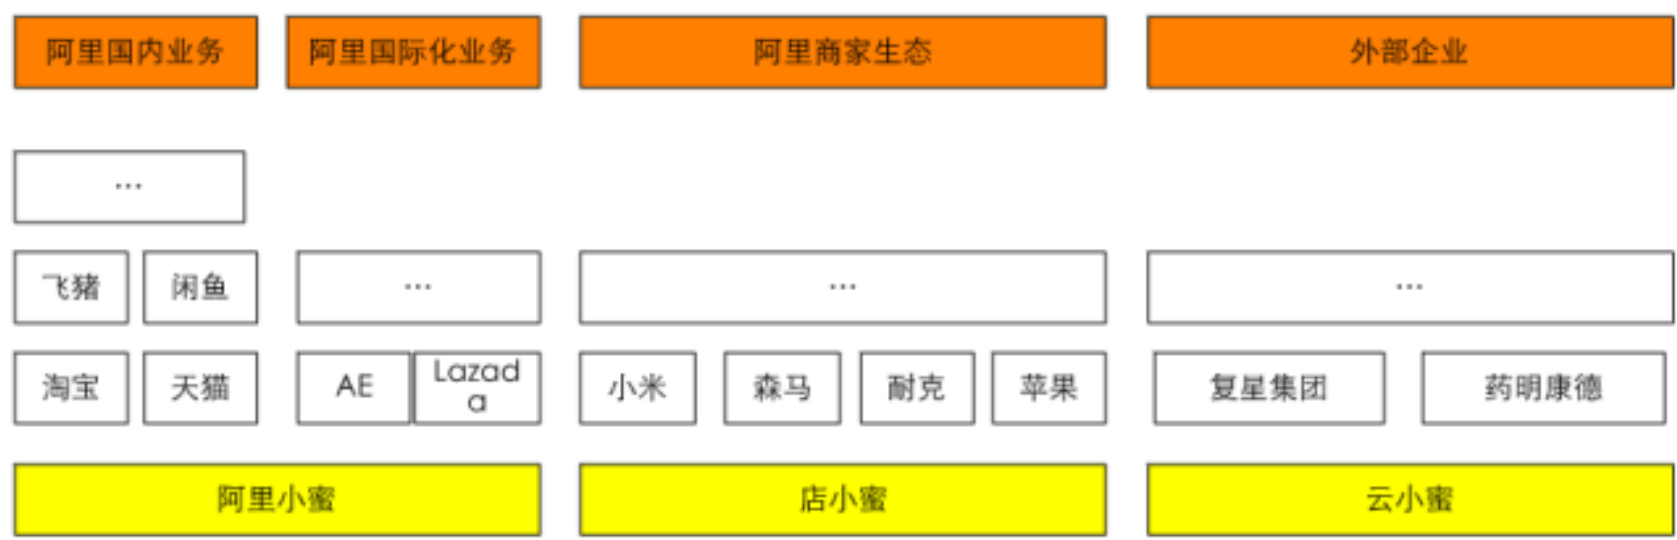 阿里国内业务
阿里国际化业务
阿里商家生态
外部企业
…
飞猪
闲鱼
…
…
…
淘宝
天猫
AE
Lazad
a
小米
森马
耐克
苹果
复星集团
药明康德
阿里小蜜
店小蜜
云小蜜